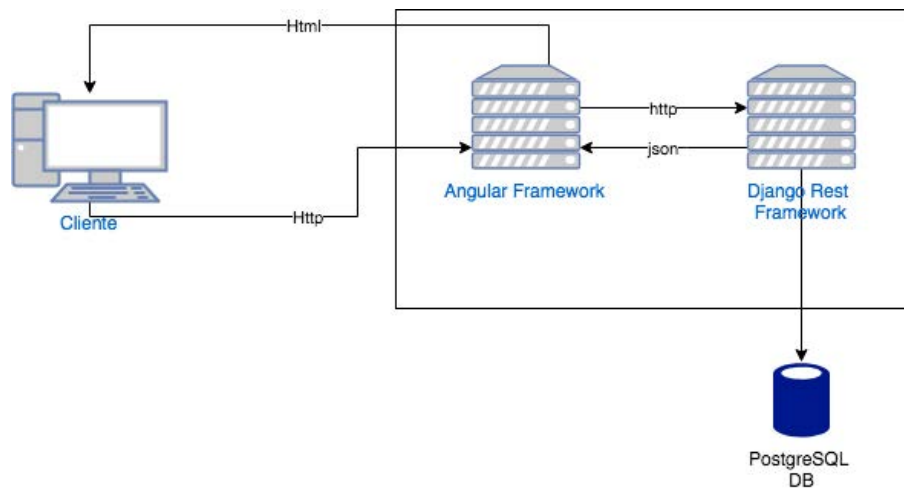 Html
http
json
Angular Framework
Django Rest
Framework
Cliente
Http
PostgreSQL
DB